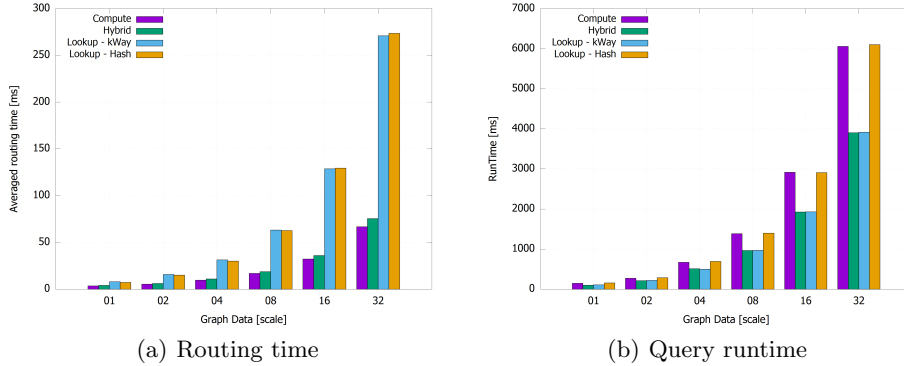 Compute
Hybrid
Lookup - kWay
Lookup - Hash
300
250
200
150
100
50
0
Averaged routing time [ms]
01 02 04 08 16 32
Graph Data [scale]
(a) Routing time
Compute
Hybrid
Lookup - kWay
Lookup - Hash
7000
6000
5000
4000
3000
2000
1000
0
RunTime [ms]
01 02 04 08 16 32
Graph Data [scale]
(b) Query runtime